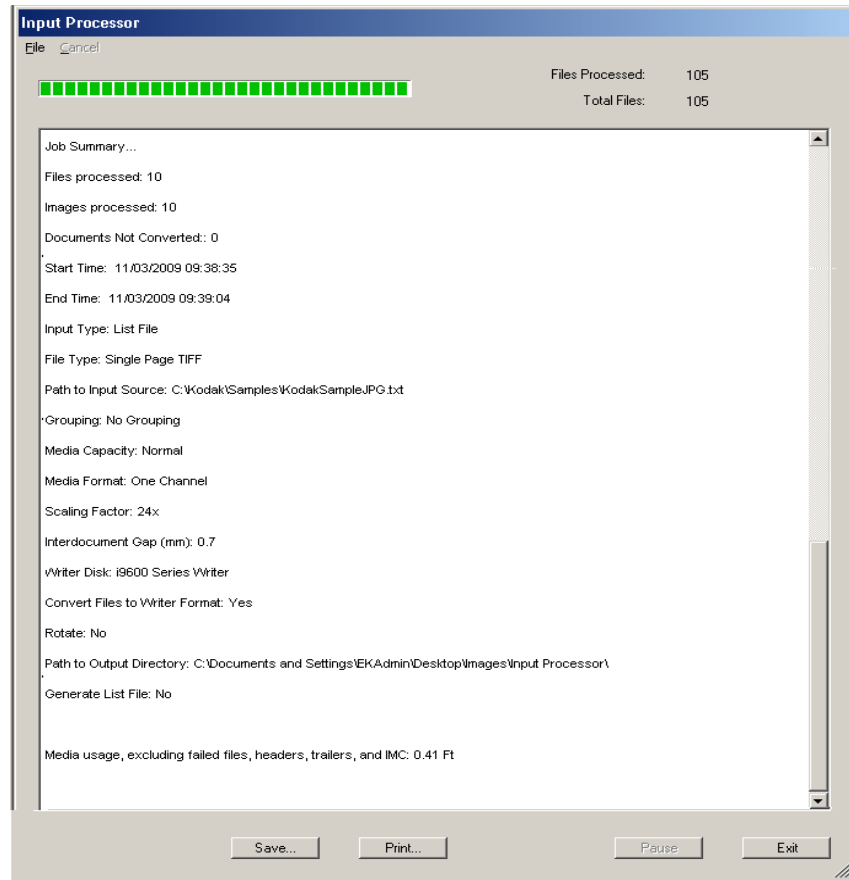 Input Processor
File Cancel
Files Processed: 105
Total Files: 105
Job Summary...
Files processed: 10
Images processed: 10
Documents Not Converted:: 0
Start Time: 11/03/2009 09:38:35
End Time: 11/03/2009 09:39:04
Input Type: List File
File Type: Single Page TIFF
Path to Input Source: C:\Kodak\Samples\KodakSampleJPG.txt
Grouping: No Grouping
Media Capacity: Normal
Media Format: One Channel
Scaling Factor: 24x
Interdocument Gap (mm): 0.7
Writer Disk: i9600 Series Writer
Convert Files to Writer Format: Yes
Rotate: No
Path to Output Directory: C:\Documents and Settings\EKAdmin\Desktop\Images\Input Processor\
Generate List File: No
Media usage, excluding failed files, headers, trailers, and IMC: 0.41 Ft
Save... Print... Pause Exit